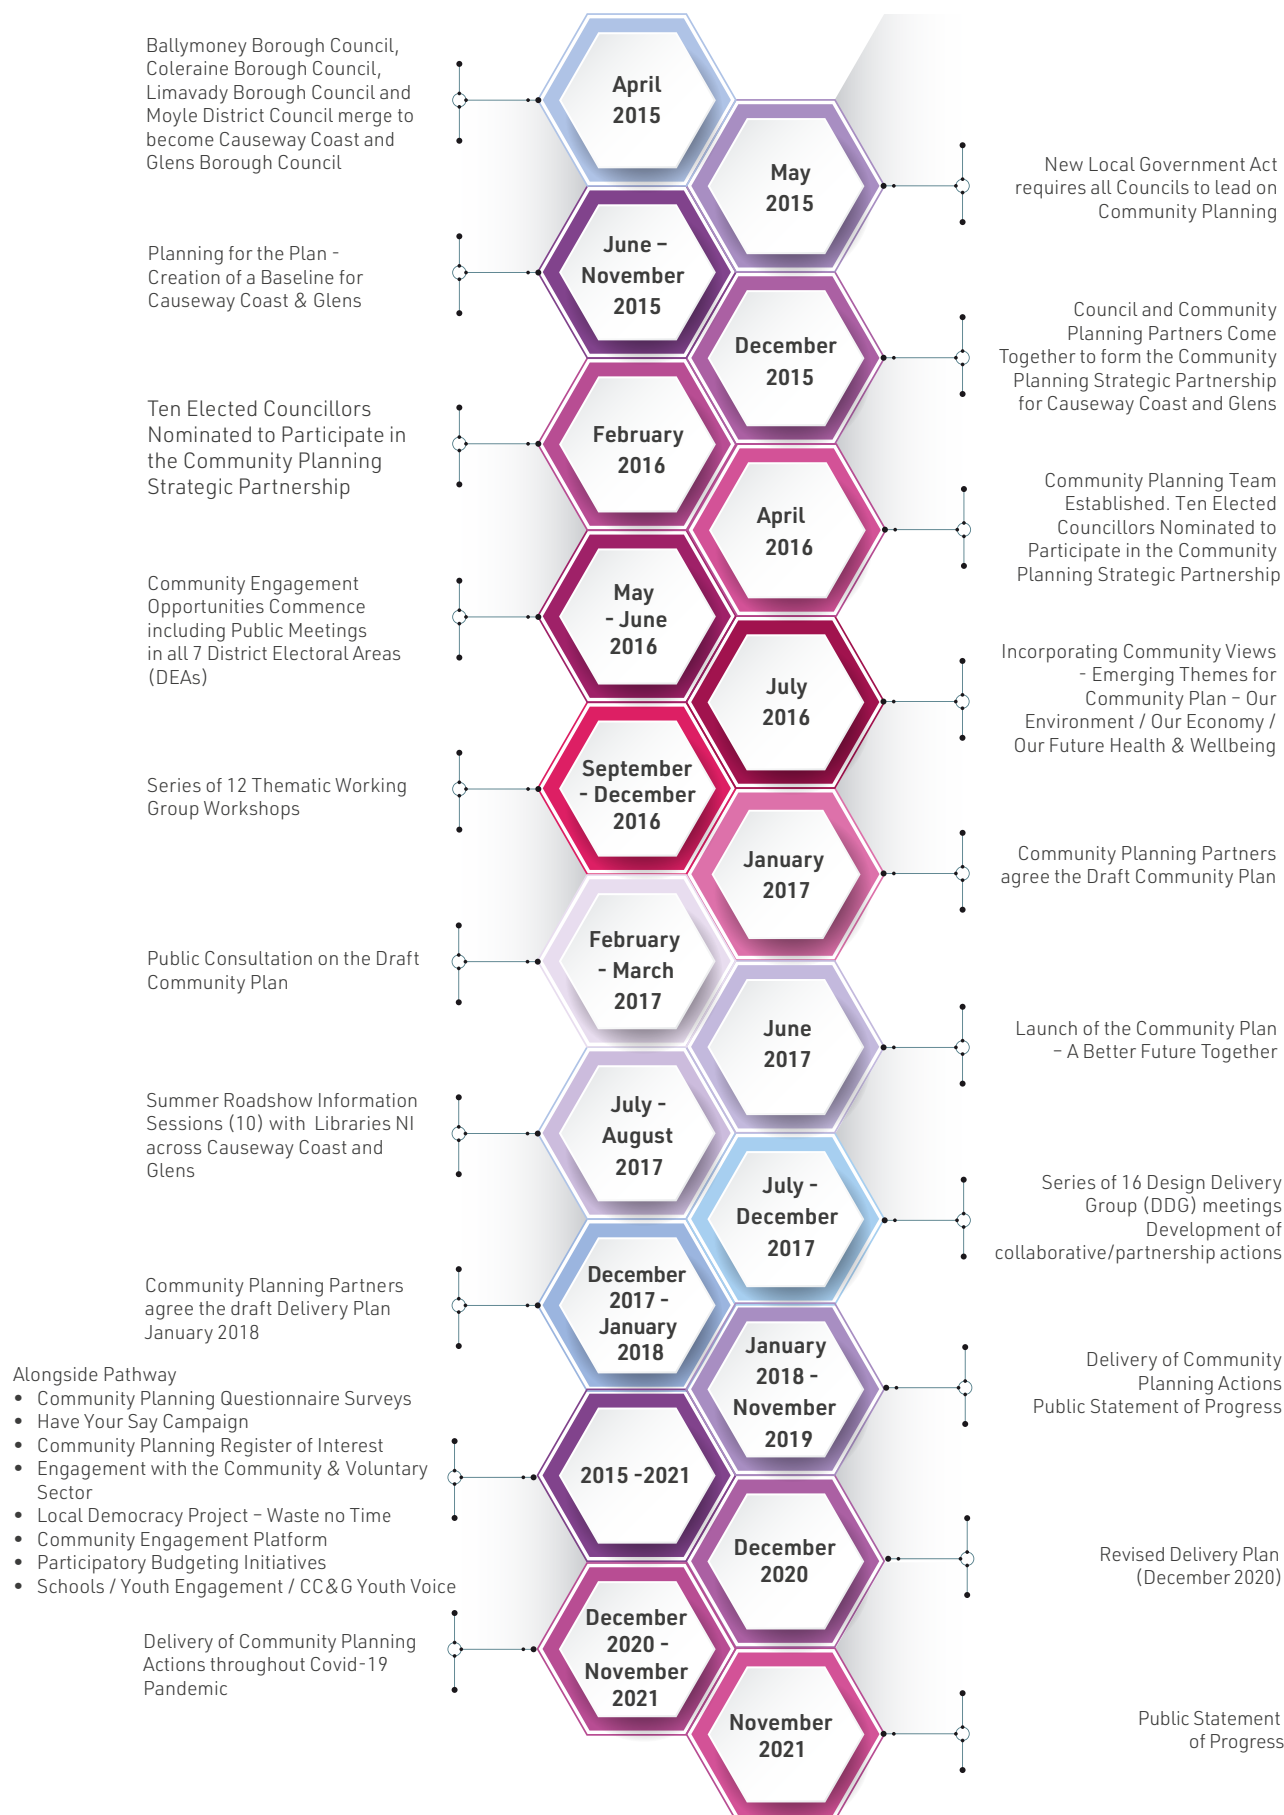 Ballymoney Borough Council,
Coleraine Borough Council,
Limavady Borough Council and
Moyle District Council merge to
become Causeway Coast and
Glens Borough Council
April
2015
May
2015
New Local Government Act
requires all Councils to lead on
Community Planning
Planning for the Plan -
Creation of a Baseline for
Causeway Coast & Glens
June –
November
2015
December
2015
Council and Community
Planning Partners Come
Together to form the Community
Planning Strategic Partnership
for Causeway Coast and Glens
Ten Elected Councillors
Nominated to Participate in
the Community Planning
Strategic Partnership
February
2016
April
2016
Community Planning Team
Established. Ten Elected
Councillors Nominated to
Participate in the Community
Planning Strategic Partnership
Community Engagement
Opportunities Commence
including Public Meetings
in all 7 District Electoral Areas
(DEAs)
May
- June
2016
July
2016
Incorporating Community Views
- Emerging Themes for
Community Plan – Our
Environment / Our Economy /
Our Future Health & Wellbeing
Series of 12 Thematic Working
Group Workshops
September
- December
2016
January
2017
Community Planning Partners
agree the Draft Community Plan
Public Consultation on the Draft
Community Plan
February
- March
2017
June
2017
Launch of the Community Plan
– A Better Future Together
Summer Roadshow Information
Sessions (10) with Libraries NI
across Causeway Coast and
Glens
July -
August
2017
July -
December
2017
Series of 16 Design Delivery
Group (DDG) meetings
Development of
collaborative/partnership actions
Community Planning Partners
agree the draft Delivery Plan
January 2018
December
2017 -
January
2018
January
2018 -
November
2019
Delivery of Community
Planning Actions
Public Statement of Progress
Alongside Pathway
• Community Planning Questionnaire Surveys
• Have Your Say Campaign
• Community Planning Register of Interest
• Engagement with the Community & Voluntary
Sector
• Local Democracy Project – Waste no Time
• Community Engagement Platform
• Participatory Budgeting Initiatives
• Schools / Youth Engagement / CC&G Youth Voice
2015 -2021
December
2020
Revised Delivery Plan
(December 2020)
Delivery of Community Planning
Actions throughout Covid-19
Pandemic
December
2020 -
November
2021
November
2021
Public Statement
of Progress